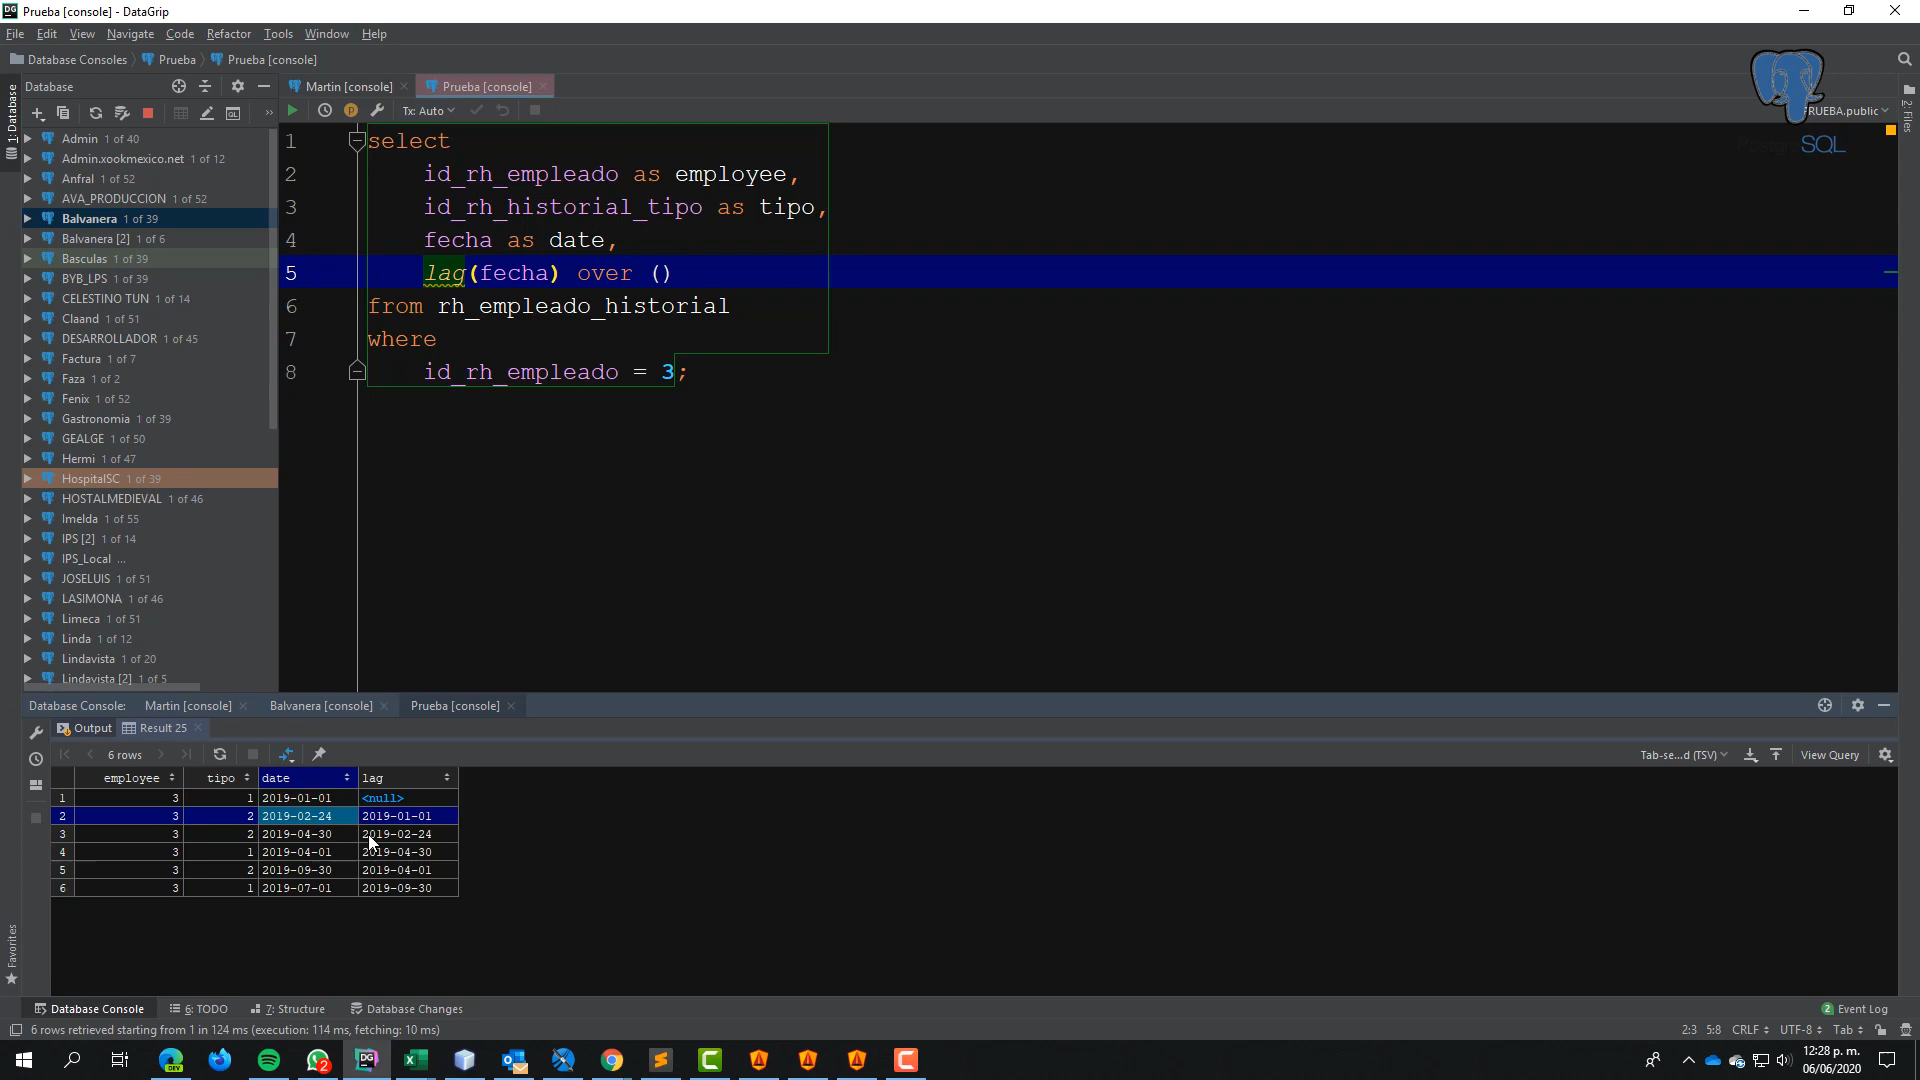 Prueba [console] - DataGrip
File Edit View Navigate Code Refactor Tools Window Help
Database Consoles Prueba Prueba [console]
Database
Martin [console]
Prueba [console]
Tx: Auto
PRUEBA.public
SQL
1: Database
2: Files
Admin 1 of 40
Admin.xookmexico.net 1 of 12
Anfral 1 of 52
AVA_PRODUCCION 1 of 52
Balvanera 1 of 39
Balvanera [2] 1 of 6
Basculas 1 of 39
BYB_LPS 1 of 39
CELESTINO TUN 1 of 14
Claand 1 of 51
DESARROLLADOR 1 of 45
Factura 1 of 7
Faza 1 of 2
Fenix 1 of 52
Gastronomia 1 of 39
GEALGE 1 of 50
Hermi 1 of 47
HospitalSC 1 of 39
HOSTALMEDIEVAL 1 of 46
Imelda 1 of 55
IPS [2] 1 of 14
IPS_Local ...
JOSELUIS 1 of 51
LASIMONA 1 of 46
Limeca 1 of 51
Linda 1 of 12
Lindavista 1 of 20
Lindavista [2] 1 of 5
1 select
2 id_rh_empleado as employee,
3 id_rh_historial_tipo as tipo,
4 fecha as date,
5 lag(fecha) over ()
6 from rh_empleado_historial
7 where
8 id_rh_empleado = 3;
Database Console: Martin [console] Balvanera [console] Prueba [console]
Output Result 25
6 rows
Tab-se...d (TSV) View Query
employee tipo date lag
1 3 1 2019-01-01 <null>
2 3 2 2019-02-24 2019-01-01
3 3 2 2019-04-30 2019-02-24
4 3 1 2019-04-01 2019-04-30
5 3 2 2019-09-30 2019-04-01
6 3 1 2019-07-01 2019-09-30
Favorites
Database Console 6: TODO 7: Structure Database Changes
2 Event Log
6 rows retrieved starting from 1 in 124 ms (execution: 114 ms, fetching: 10 ms)
2:3 5:8 CRLF UTF-8 Tab
DEV
2
DG
12:28 p. m.
06/06/2020